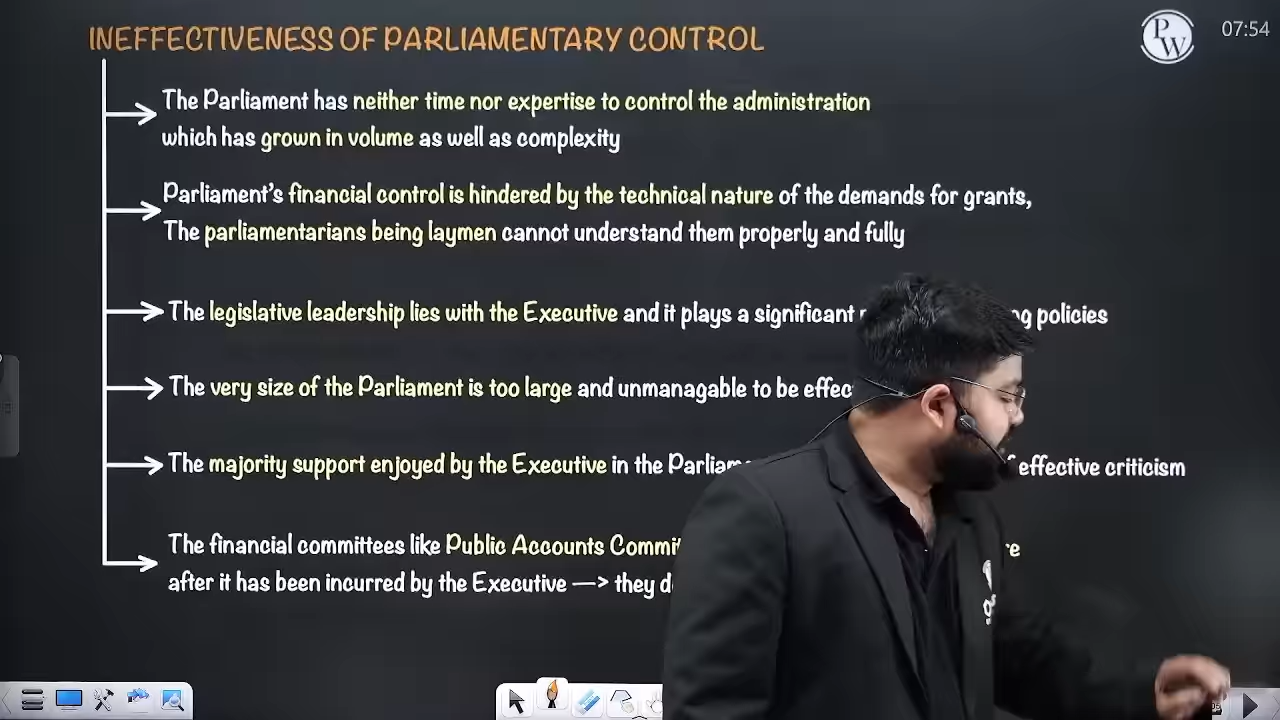 INEFFECTIVENESS OF PARLIAMENTARY CONTROL
PW
07:54
The Parliament has neither time nor expertise to control the administration
which has grown in volume as well as complexity
Parliament's financial control is hindered by the technical nature of the demands for grants,
The parliamentarians being laymen cannot understand them properly and fully
The legislative leadership lies with the Executive and it plays a significant policies
The very size of the Parliament is too large and unmanagable to be
The majority support enjoyed by the Executive in the effective criticism
The financial committees like Public Accounts
after it has been incurred by the Executive —> they